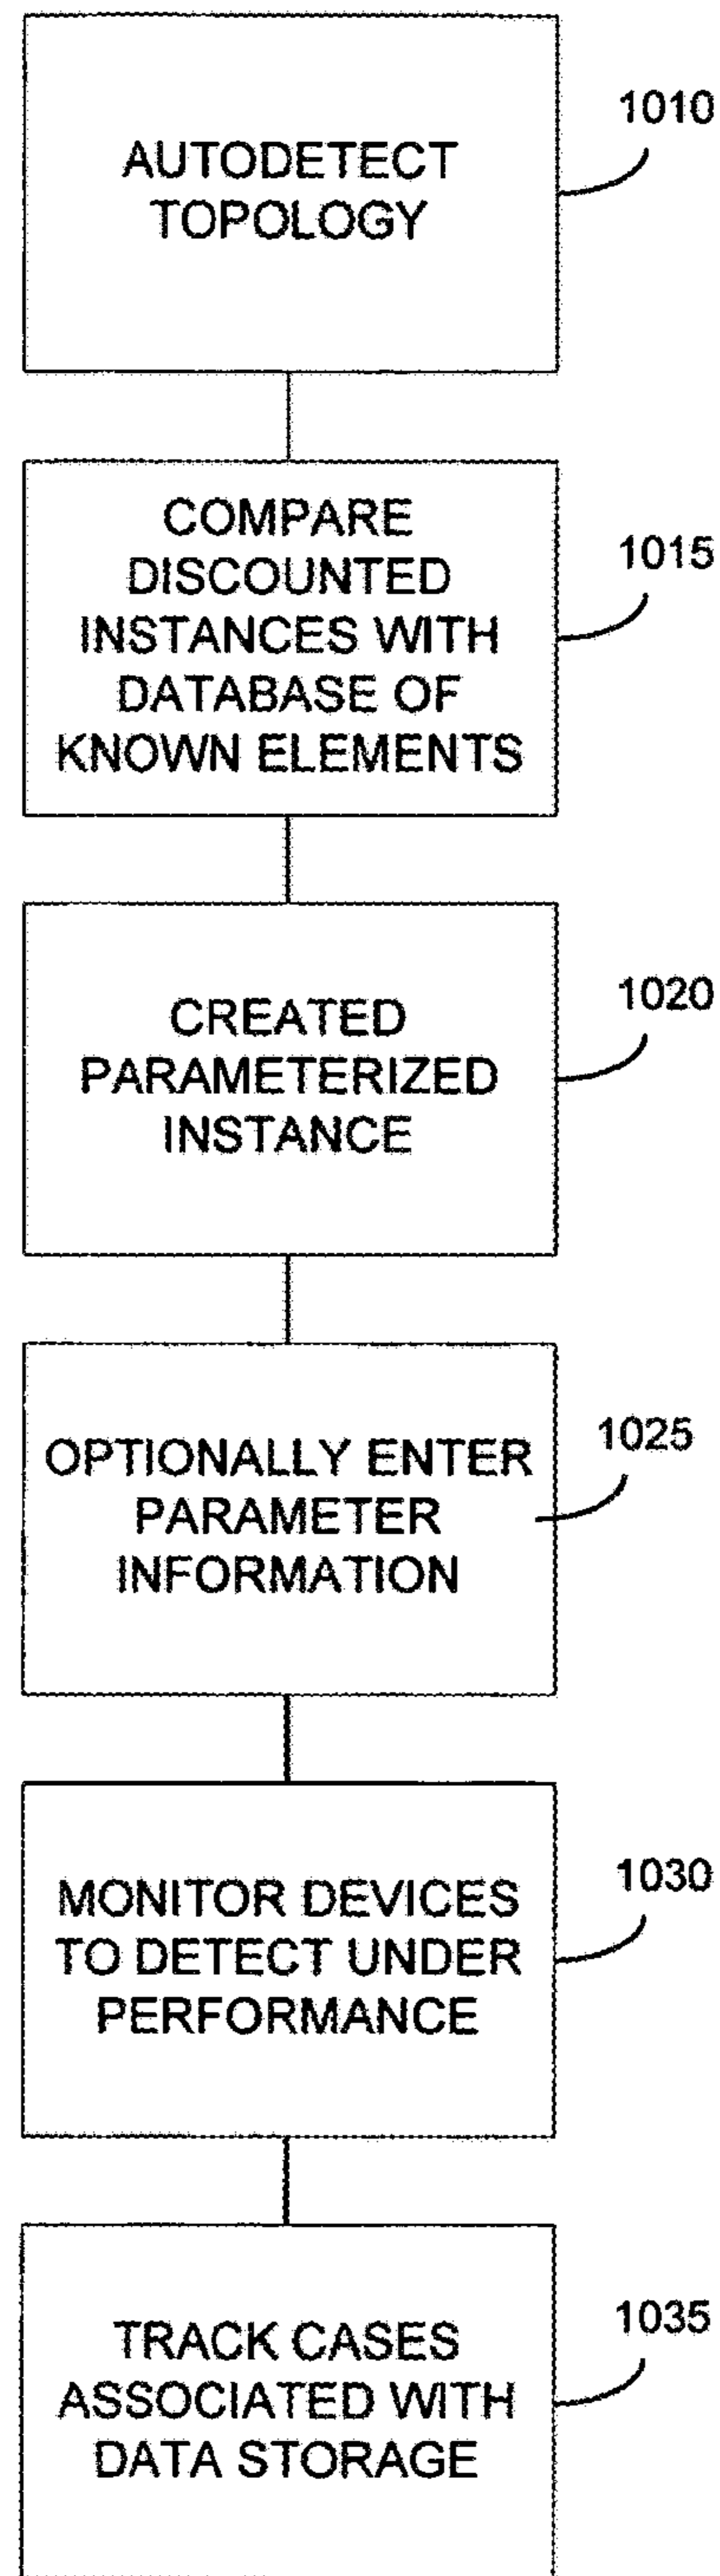 AUTODETECT
TOPOLOGY
1010
COMPARE
DISCOUNTED
INSTANCES WITH
DATABASE OF
KNOWN ELEMENTS
1015
CREATED
PARAMETERIZED
INSTANCE
1020
OPTIONALLY ENTER
PARAMETER
INFORMATION
1025
MONITOR DEVICES
TO DETECT UNDER
PERFORMANCE
1030
TRACK CASES
ASSOCIATED WITH
DATA STORAGE
1035